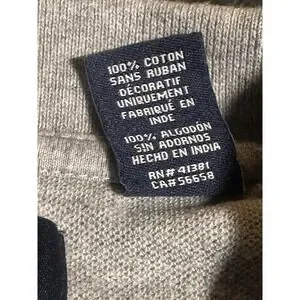 100% COTON
SANS RUBAN
DÉCORATIF
UNIQUEMENT
FABRIQUÉ EN
INDE
100% ALGODÓN
SIN ADORNOS
HECHO EN INDIA
RN# 41381
CA#56658